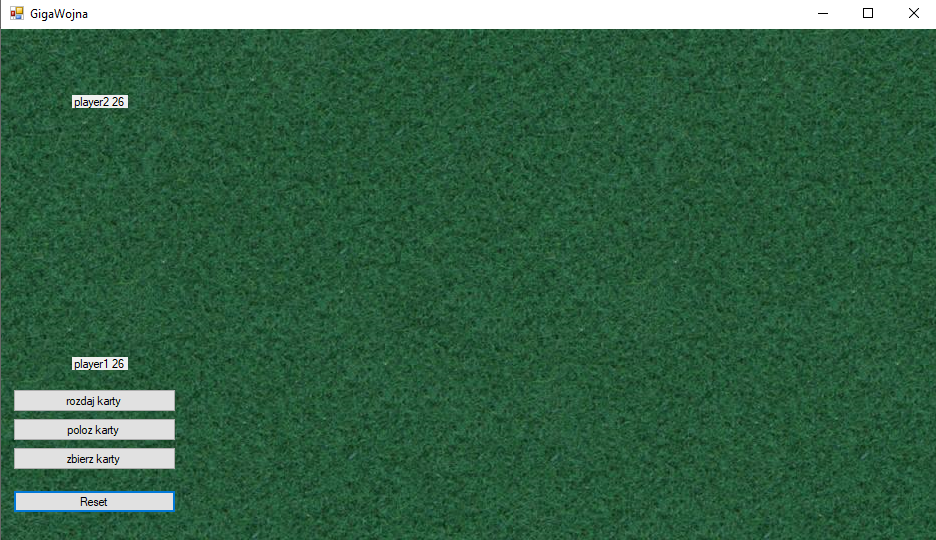 GigaWojna
player2 26
player1 26
rozdaj karty
poloz karty
zbierz karty
Reset